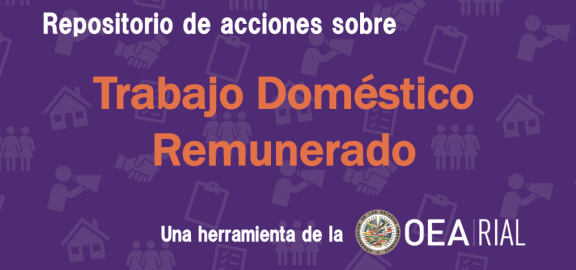 Repositorio de acciones sobre
Trabajo Doméstico
Remunerado
Una herramienta de la OEA | RIAL